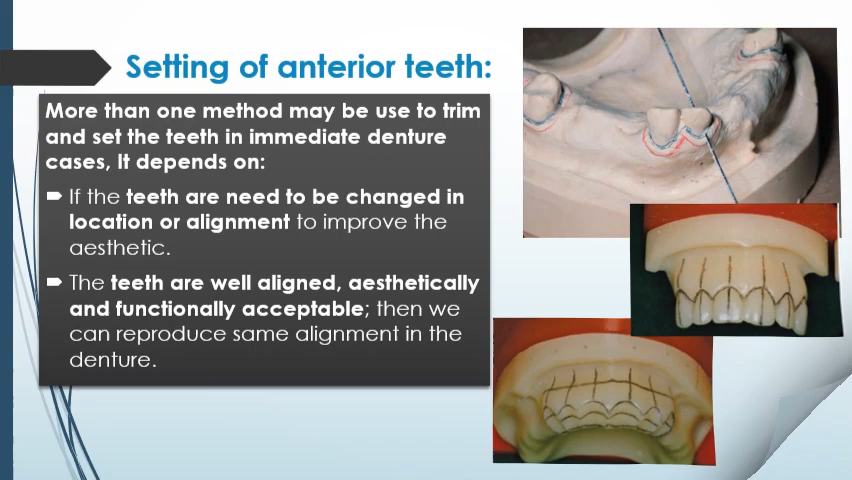 Setting of anterior teeth:
More than one method may be use to trim
and set the teeth in immediate denture
cases, It depends on:
If the teeth are need to be changed in
location or alignment to improve the
aesthetic.
The teeth are well aligned, aesthetically
and functionally acceptable; then we
can reproduce same alignment in the
denture.